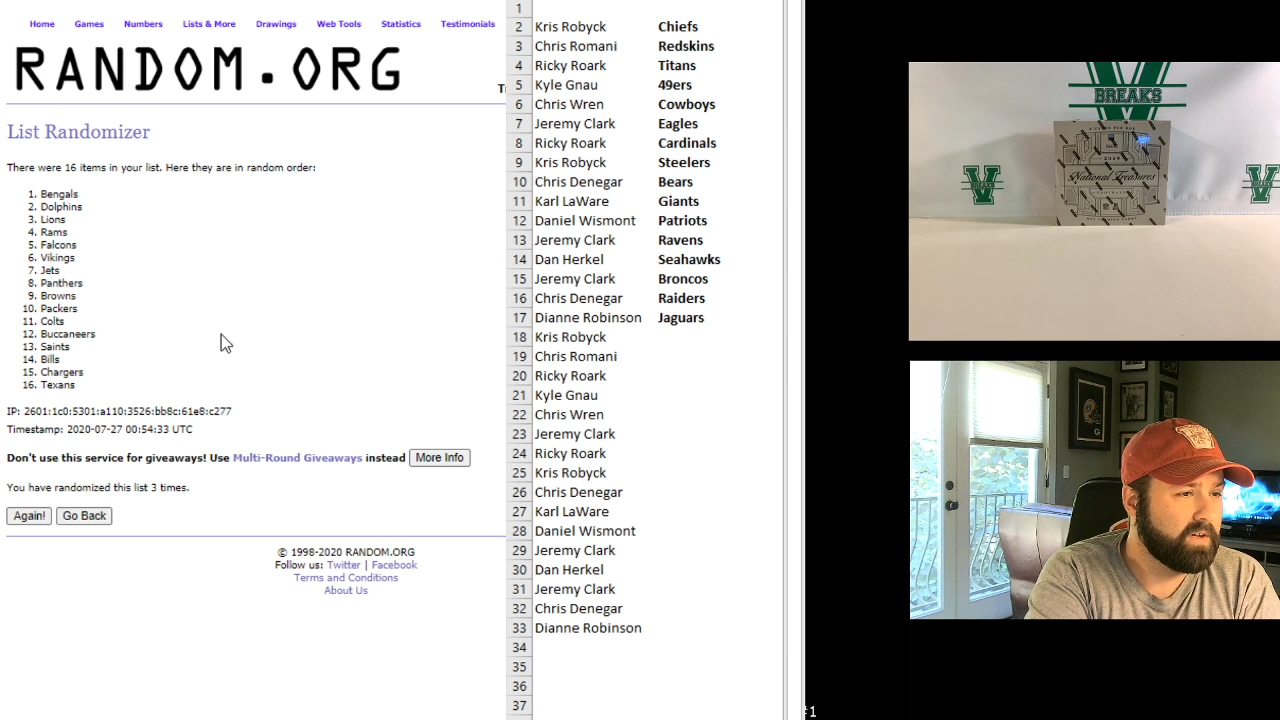 Home Games Numbers Lists & More Drawings Web Tools Statistics Testimonials
RANDOM.ORG
List Randomizer
There were 16 items in your list. Here they are in random order:
1. Bengals
2. Dolphins
3. Lions
4. Rams
5. Falcons
6. Vikings
7. Jets
8. Panthers
9. Browns
10. Packers
11. Colts
12. Buccaneers
13. Saints
14. Bills
15. Chargers
16. Texans
IP: 2601:1c0:5301:a110:3526:bb8c:61e8:c277
Timestamp: 2020-07-27 00:54:33 UTC
Don't use this service for giveaways! Use Multi-Round Giveaways instead More Info
You have randomized this list 3 times.
Again! Go Back
© 1998-2020 RANDOM.ORG
Follow us: Twitter | Facebook
Terms and Conditions
About Us
1
2 Kris Robyck Chiefs
3 Chris Romani Redskins
4 Ricky Roark Titans
5 Kyle Gnau 49ers
6 Chris Wren Cowboys
7 Jeremy Clark Eagles
8 Ricky Roark Cardinals
9 Kris Robyck Steelers
10 Chris Denegar Bears
11 Karl LaWare Giants
12 Daniel Wismont Patriots
13 Jeremy Clark Ravens
14 Dan Herkel Seahawks
15 Jeremy Clark Broncos
16 Chris Denegar Raiders
17 Dianne Robinson Jaguars
18 Kris Robyck
19 Chris Romani
20 Ricky Roark
21 Kyle Gnau
22 Chris Wren
23 Jeremy Clark
24 Ricky Roark
25 Kris Robyck
26 Chris Denegar
27 Karl LaWare
28 Daniel Wismont
29 Jeremy Clark
30 Dan Herkel
31 Jeremy Clark
32 Chris Denegar
33 Dianne Robinson
34
35
36
37
V
BREAKS
2019
National Treasures
V
BREAKS
V
#1